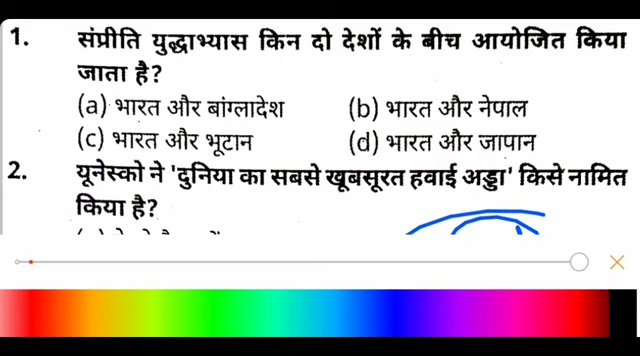 1. संप्रीति युद्धाभ्यास किन दो देशों के बीच आयोजित किया
जाता है?
(a) भारत और बांग्लादेश (b) भारत और नेपाल
(c) भारत और भूटान (d) भारत और जापान
2. यूनेस्को ने 'दुनिया का सबसे खूबसूरत हवाई अड्डा' किसे नामित
किया है?